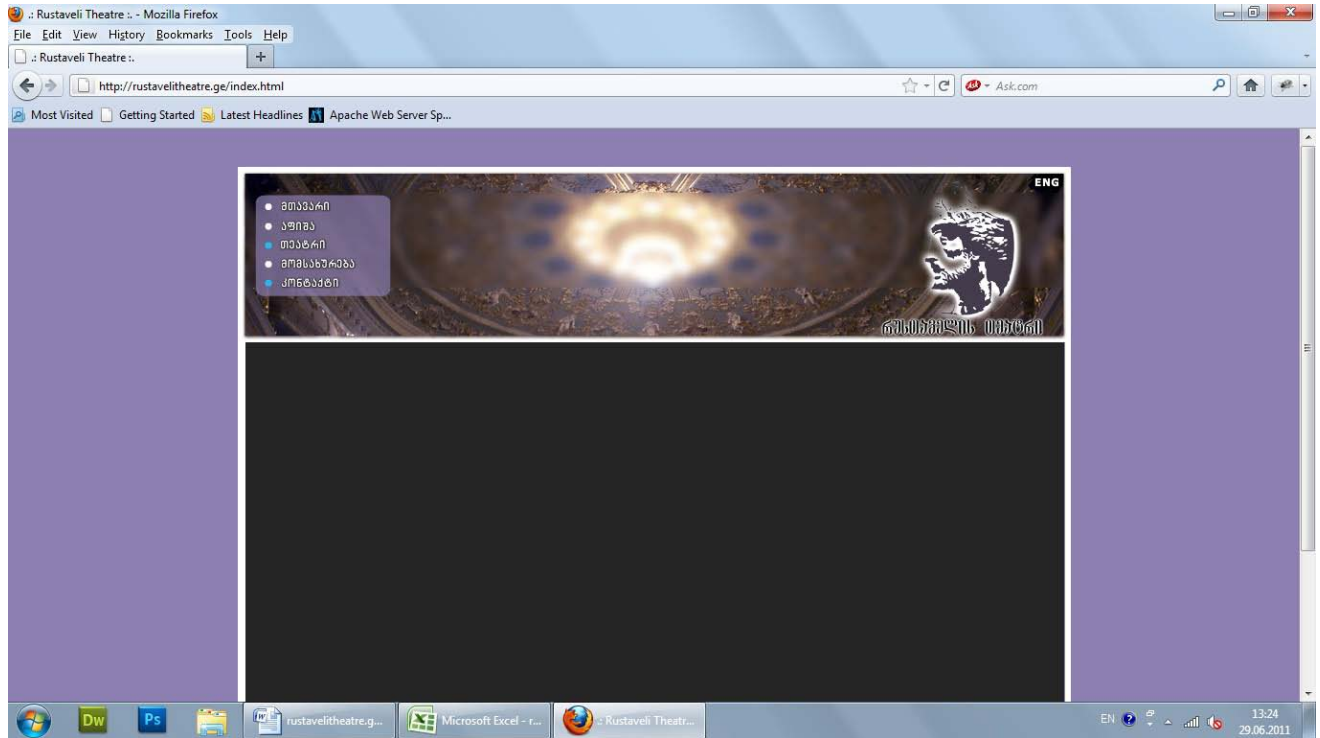 .: Rustaveli Theatre :. - Mozilla Firefox
File Edit View History Bookmarks Tools Help
.: Rustaveli Theatre :.
http://rustavelitheatre.ge/index.html
Ask.com
Most Visited Getting Started Latest Headlines Apache Web Server Sp...
ENG
მთავარი
აფიშა
თეატრი
მომსახურება
კონტაქტი
რუსთაველის თეატრი
Dw Ps rustavelitheatre.g... Microsoft Excel - r... .: Rustaveli Theatr... EN 13:24
29.06.2011